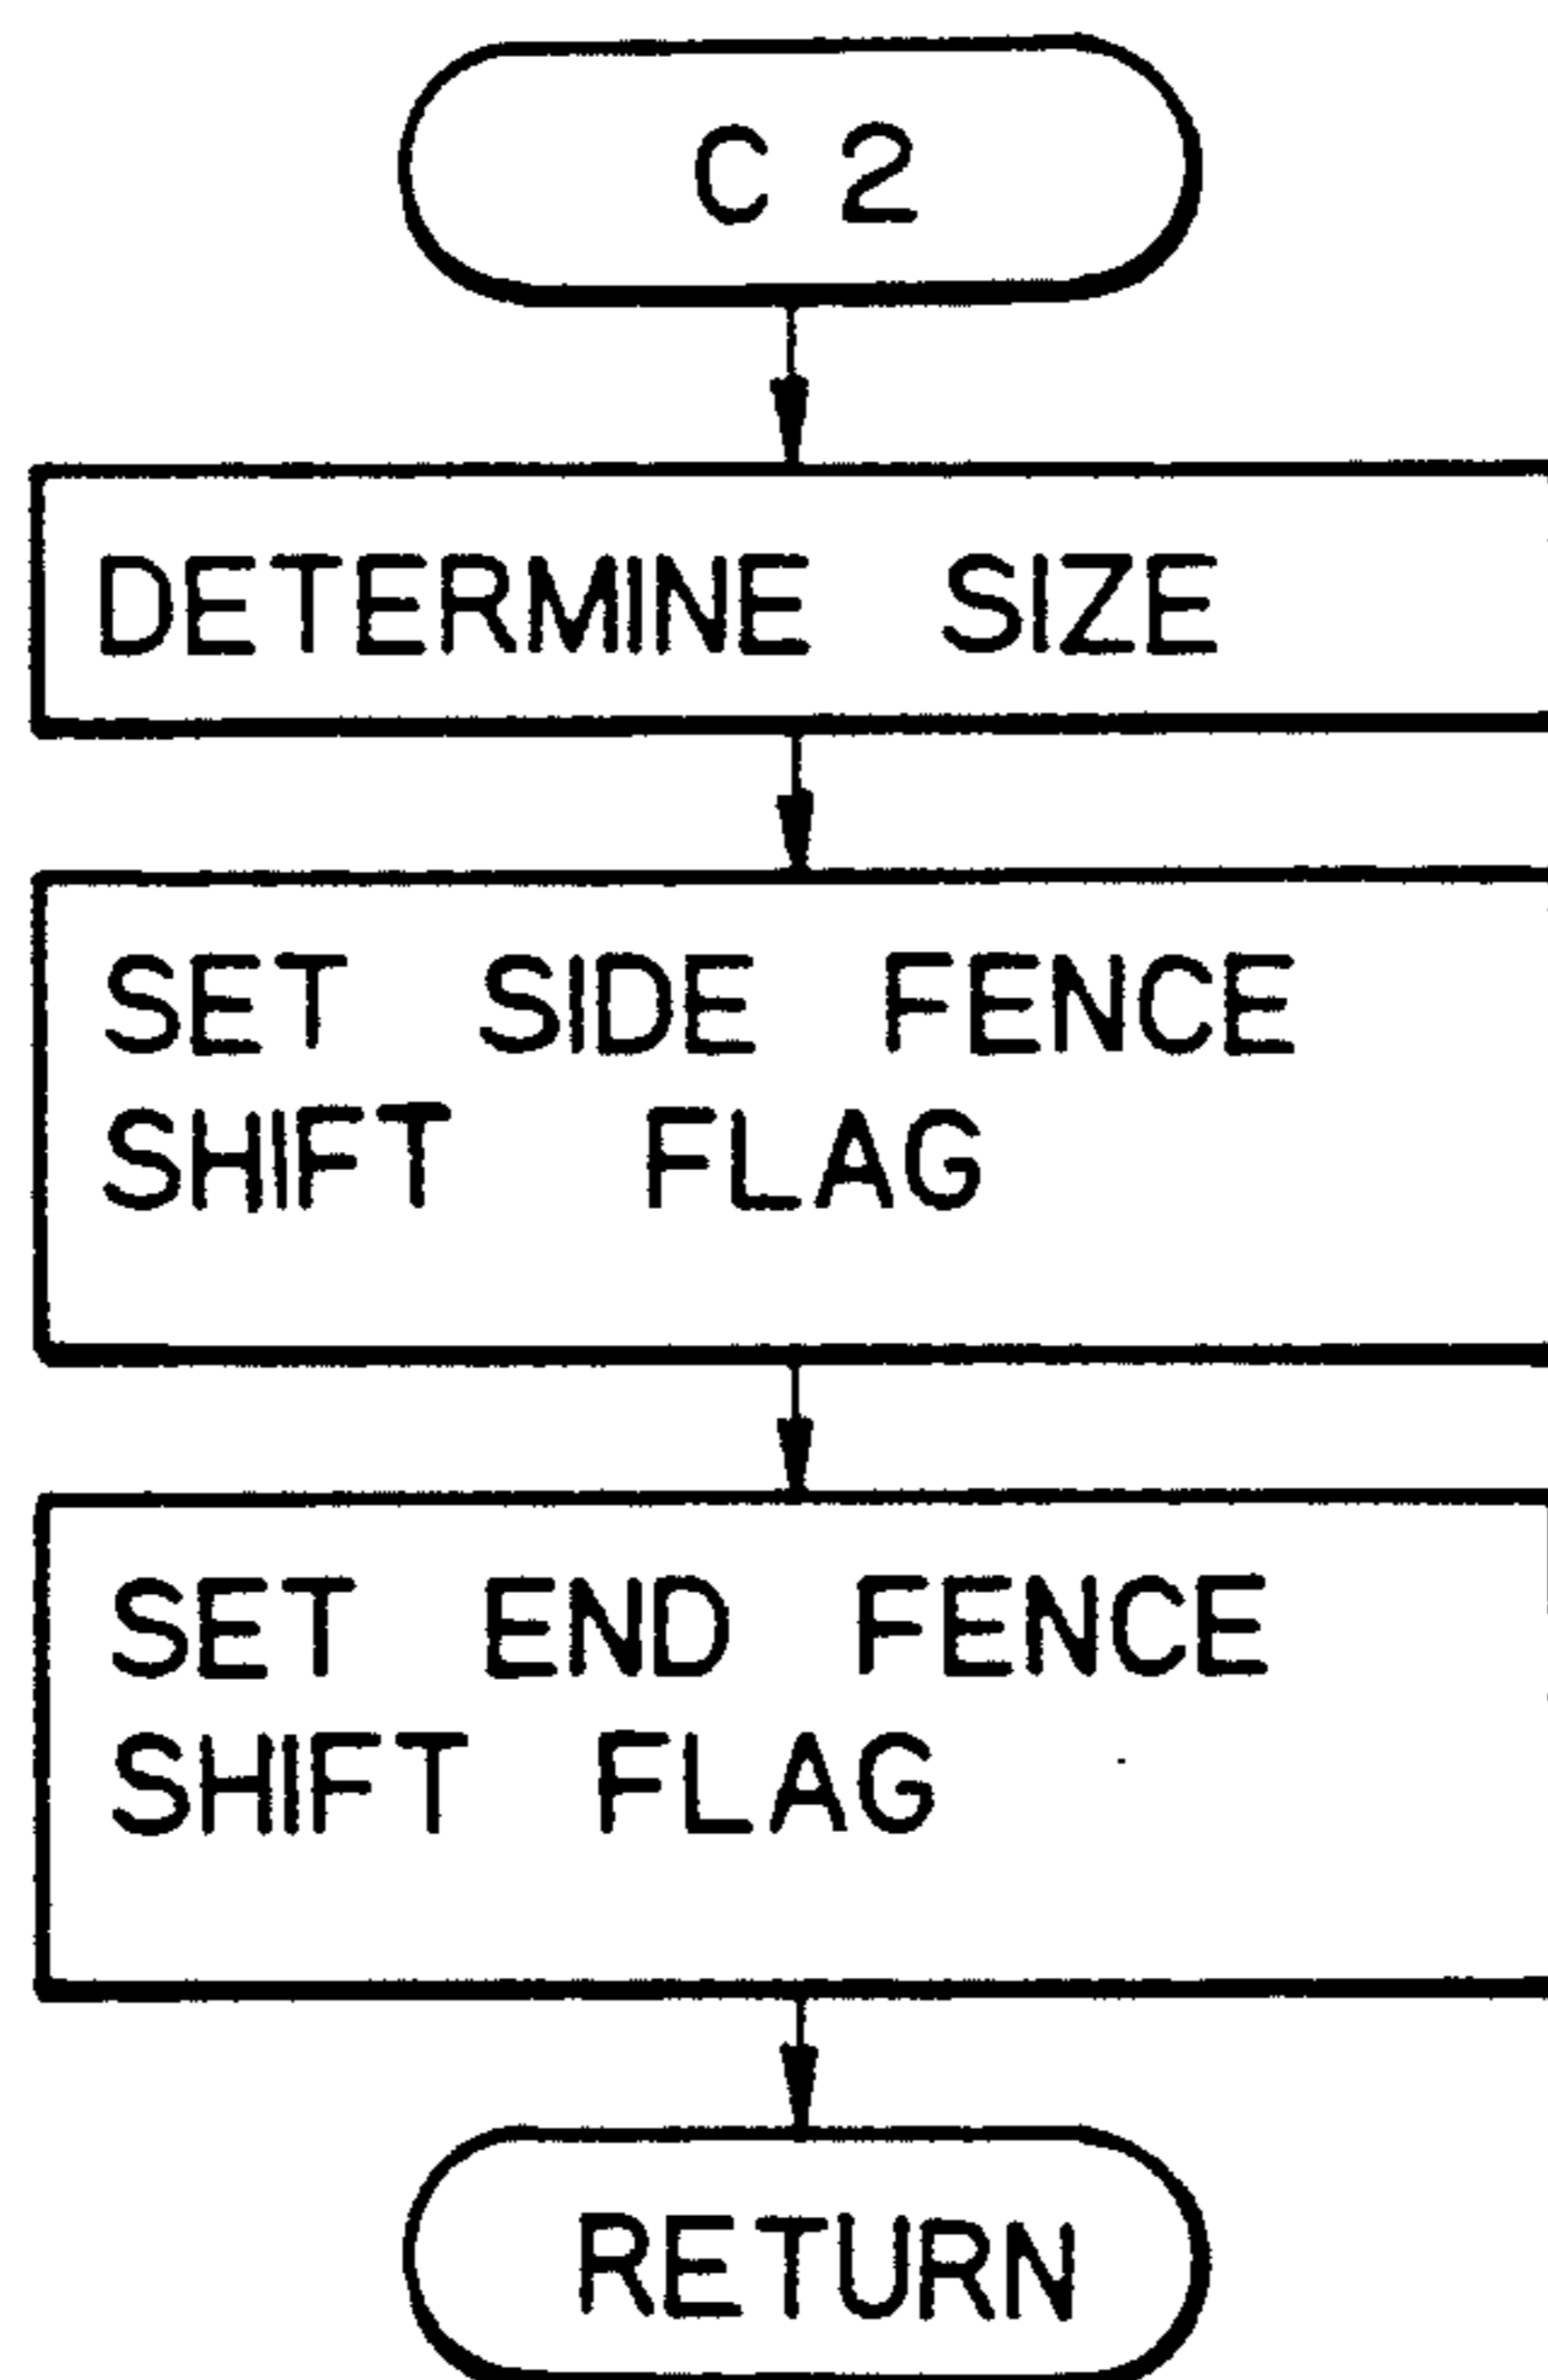 C 2
DETERMINE SIZE
SET SIDE FENCE
SHIFT FLAG
SET END FENCE
SHIFT FLAG
RETURN